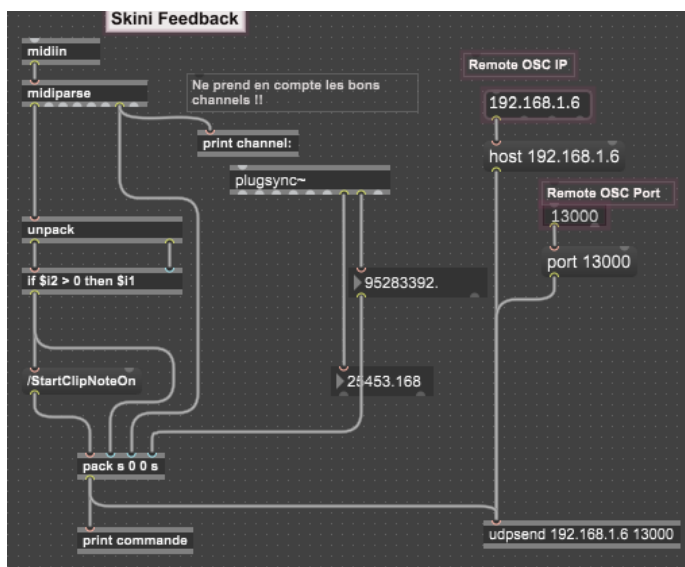 Skini Feedback
midiin
midiparse
Ne prend en compte les bons
channels !!
print channel:
plugsync~
unpack
if $i2 > 0 then $i1
95283392.
/StartClipNoteOn
25453.168
pack s 0 0 s
print commande
Remote OSC IP
192.168.1.6
host 192.168.1.6
Remote OSC Port
13000
port 13000
udpsend 192.168.1.6 13000